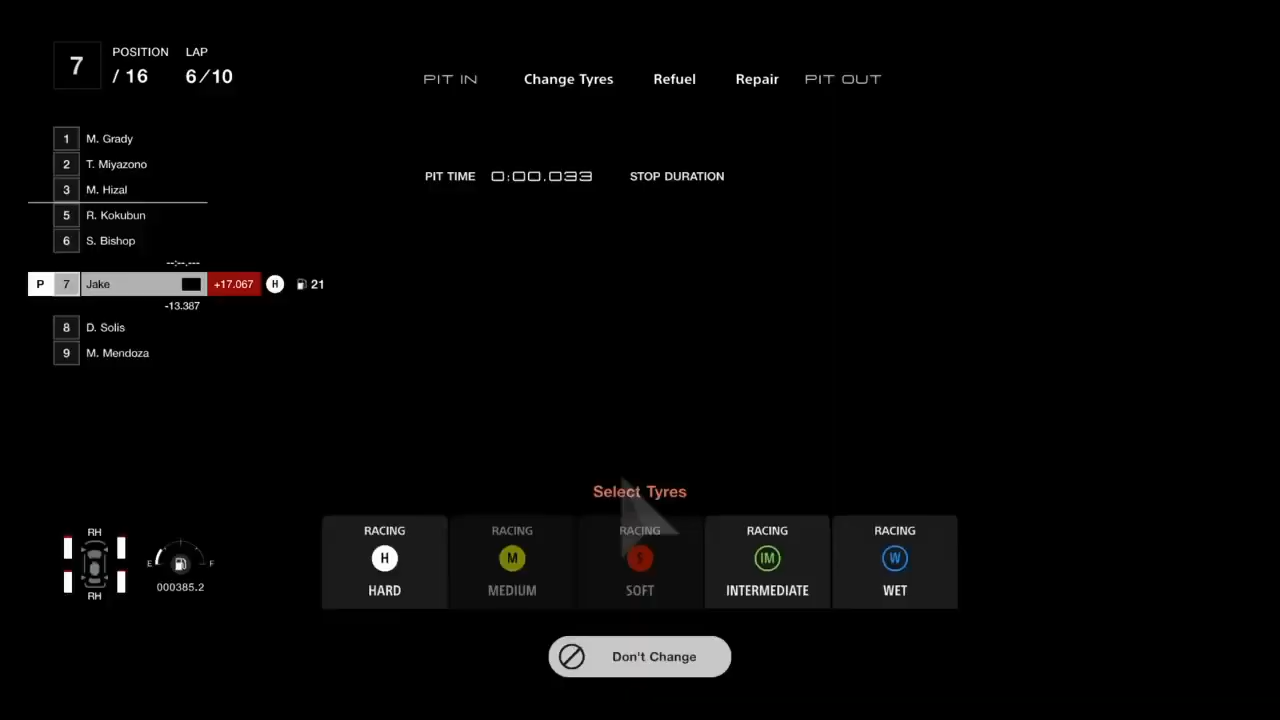 7
POSITION LAP
/ 16 6/10
PIT IN Change Tyres Refuel Repair PIT OUT
1 M. Grady
2 T. Miyazono
3 M. Hizal
5 R. Kokubun
6 S. Bishop
--:--.---
P 7 Jake +17.067 H 21
-13.387
8 D. Solis
9 M. Mendoza
PIT TIME 0:00.033 STOP DURATION
Select Tyres
RACING H HARD
RACING M MEDIUM
RACING S SOFT
RACING IM INTERMEDIATE
RACING W WET
Don't Change
RH
RH
E F
000385.2